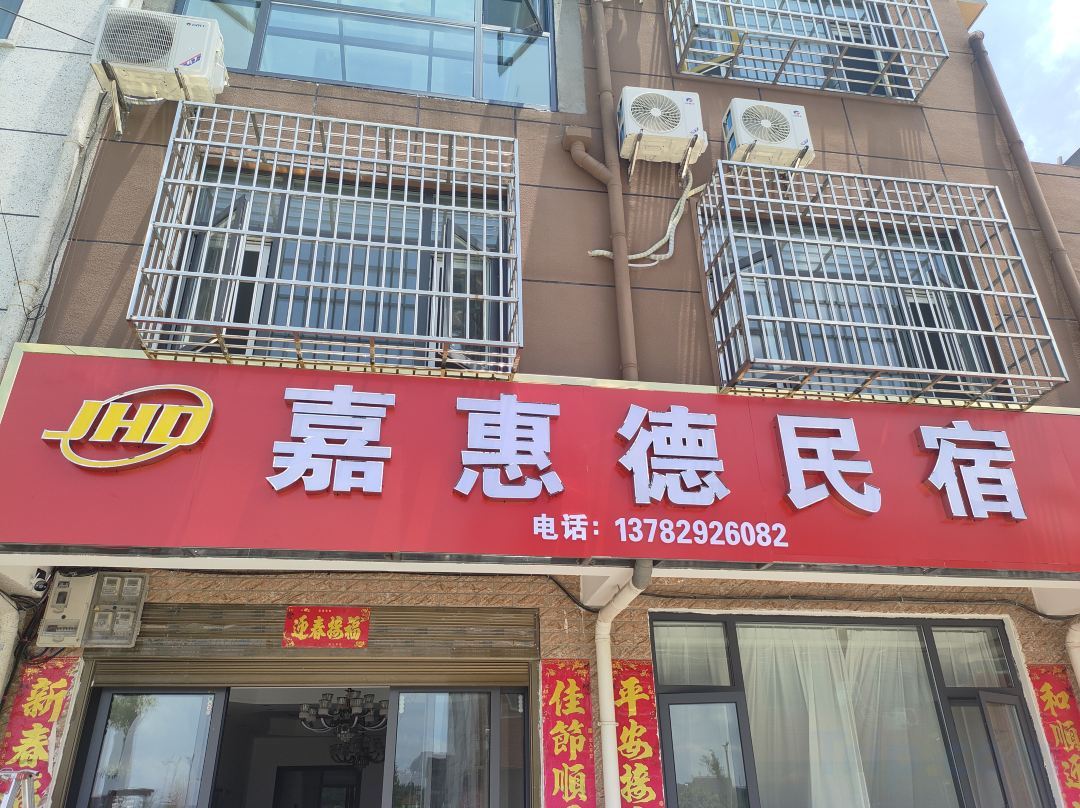 JHD
嘉惠德民宿
电话：13782926082
迎春接福
新春
佳節順
平安接
和順